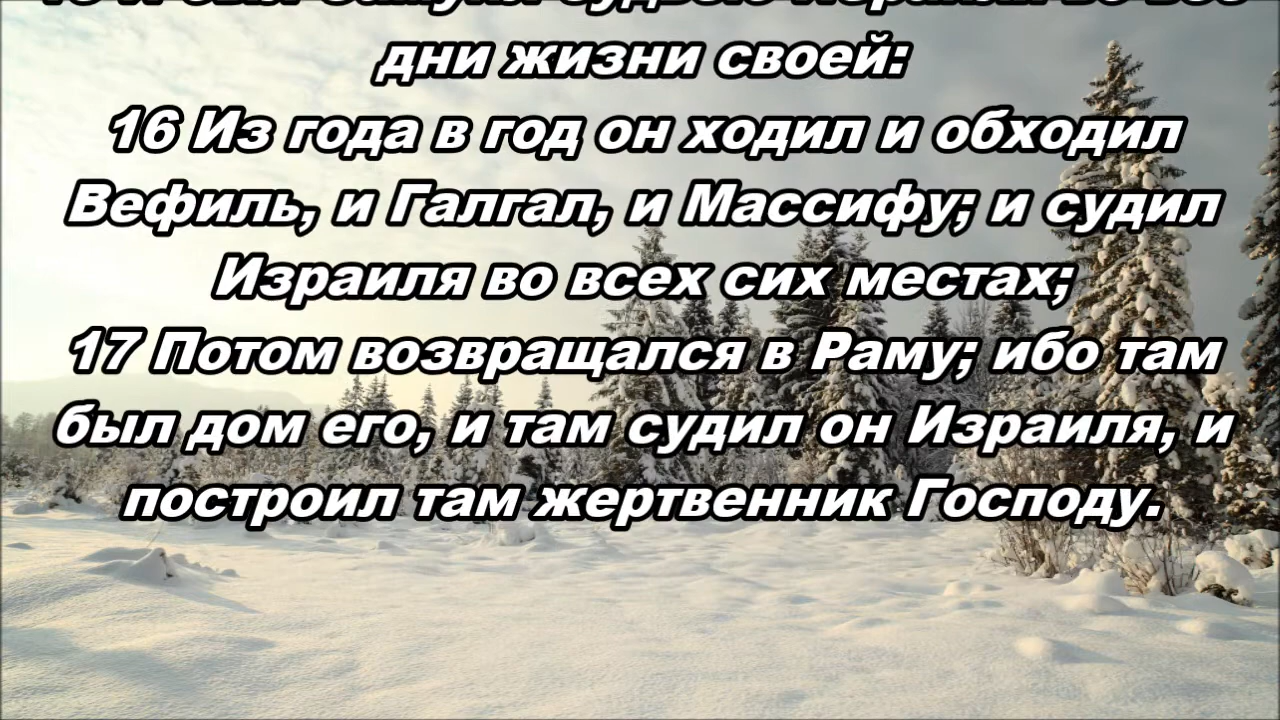 дни жизни своей:
16 Из года в год он ходил и обходил
Вефиль, и Галгал, и Массифу; и судил
Израиля во всех сих местах;
17 Потом возвращался в Раму; ибо там
был дом его, и там судил он Израиля, и
построил там жертвенник Господу.